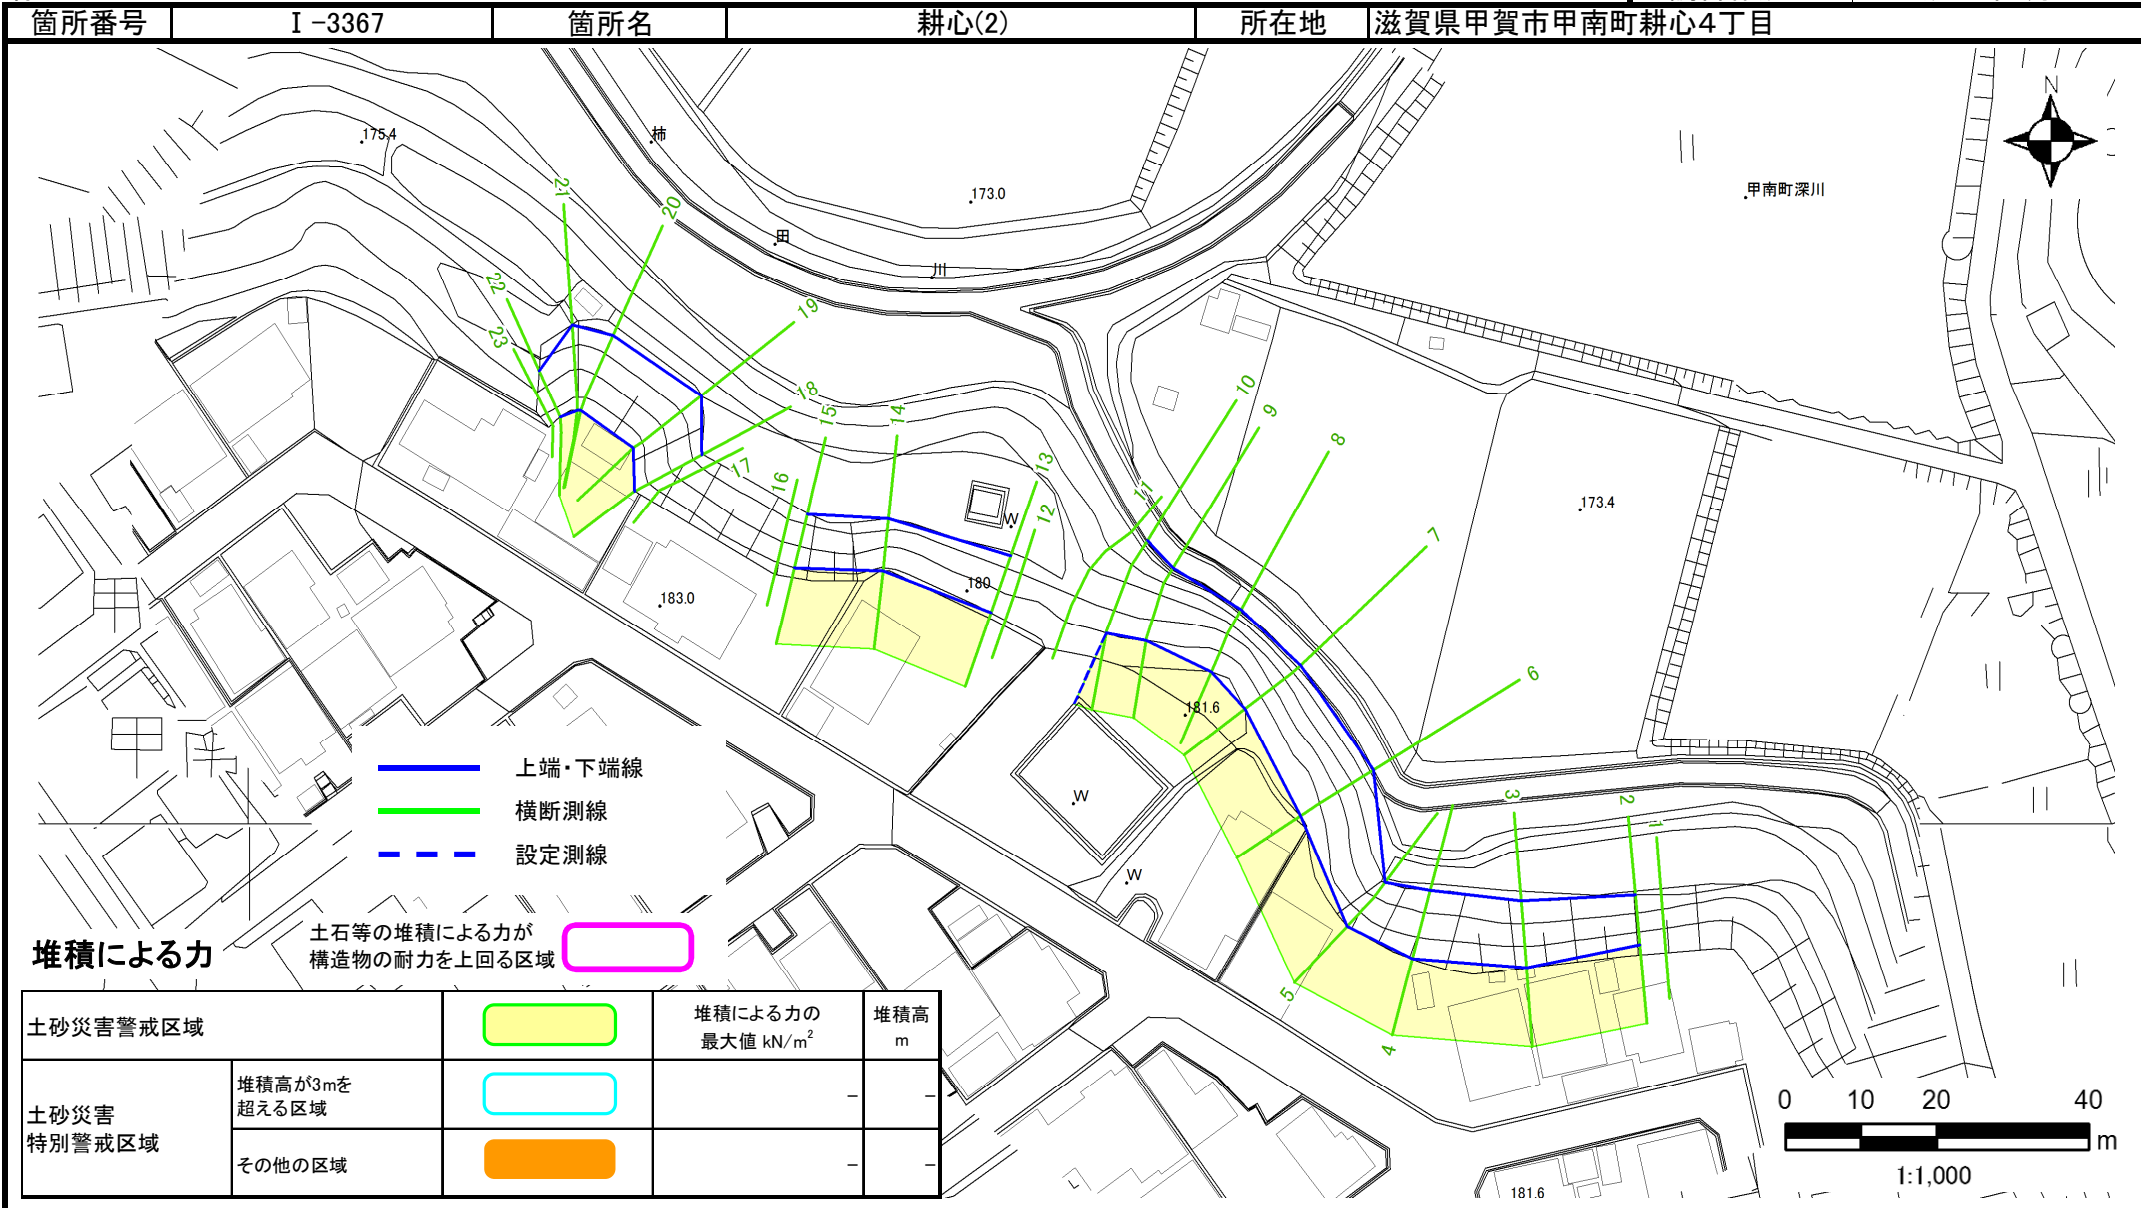 箇所番号 Ⅰ-3367 箇所名 耕心(2) 所在地 滋賀県甲賀市甲南町耕心4丁目
N
175.4
柿
173.0
甲南町深川
田
川
21
20
22
23
19
18
17
16
15
14
13
12
11
10
9
8
7
6
5
4
3
2
1
W
173.4
180
183.0
181.6
W
W
上端・下端線
横断測線
設定測線
堆積による力
土石等の堆積による力が
構造物の耐力を上回る区域
土砂災害警戒区域
堆積による力の
最大値 kN/m²
堆積高
m
土砂災害
特別警戒区域
堆積高が3mを
超える区域
- -
その他の区域
- -
0 10 20 40
m
1:1,000
181.6